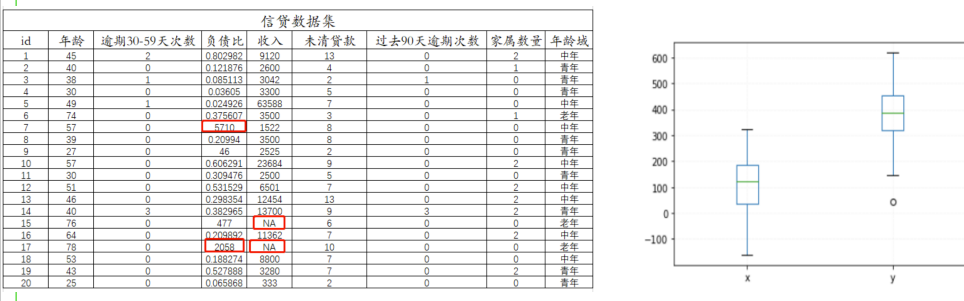 信贷数据集
id 年龄 逾期30-59天次数 负债比 收入 未清贷款 过去90天逾期次数 家属数量 年龄域
1 45 2 0.802982 9120 13 0 2 中年
2 40 0 0.121876 2600 4 0 1 青年
3 38 1 0.085113 3042 2 1 0 青年
4 30 0 0.03605 3300 5 0 0 青年
5 49 1 0.024926 63588 7 0 0 中年
6 74 0 0.375607 3500 3 0 1 老年
7 57 0 5710 1522 8 0 0 中年
8 39 0 0.20994 3500 8 0 0 青年
9 27 0 46 2525 2 0 0 青年
10 57 0 0.606291 23684 9 0 2 中年
11 30 0 0.309476 2500 5 0 0 青年
12 51 0 0.531529 6501 7 0 2 中年
13 46 0 0.298354 12454 13 0 2 中年
14 40 3 0.382965 13700 9 3 2 青年
15 76 0 477 NA 6 0 0 老年
16 64 0 0.209892 11362 7 0 2 中年
17 78 0 2058 NA 10 0 0 老年
18 53 0 0.188274 8800 7 0 0 中年
19 43 0 0.527888 3280 7 0 2 青年
20 25 0 0.065868 333 2 0 0 青年
600
500
400
300
200
100
0
−100
x y